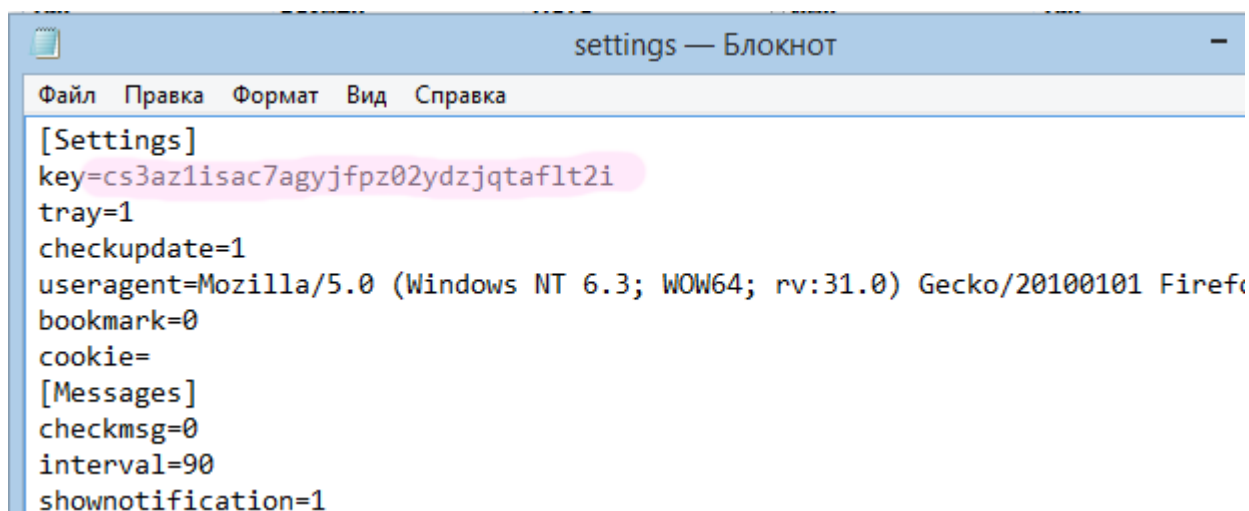 settings — Блокнот
Файл Правка Формат Вид Справка
[Settings]
key=cs3az1isac7agyjfpz02ydzjqtaflt2i
tray=1
checkupdate=1
useragent=Mozilla/5.0 (Windows NT 6.3; WOW64; rv:31.0) Gecko/20100101 Firef
bookmark=0
cookie=
[Messages]
checkmsg=0
interval=90
shownotification=1